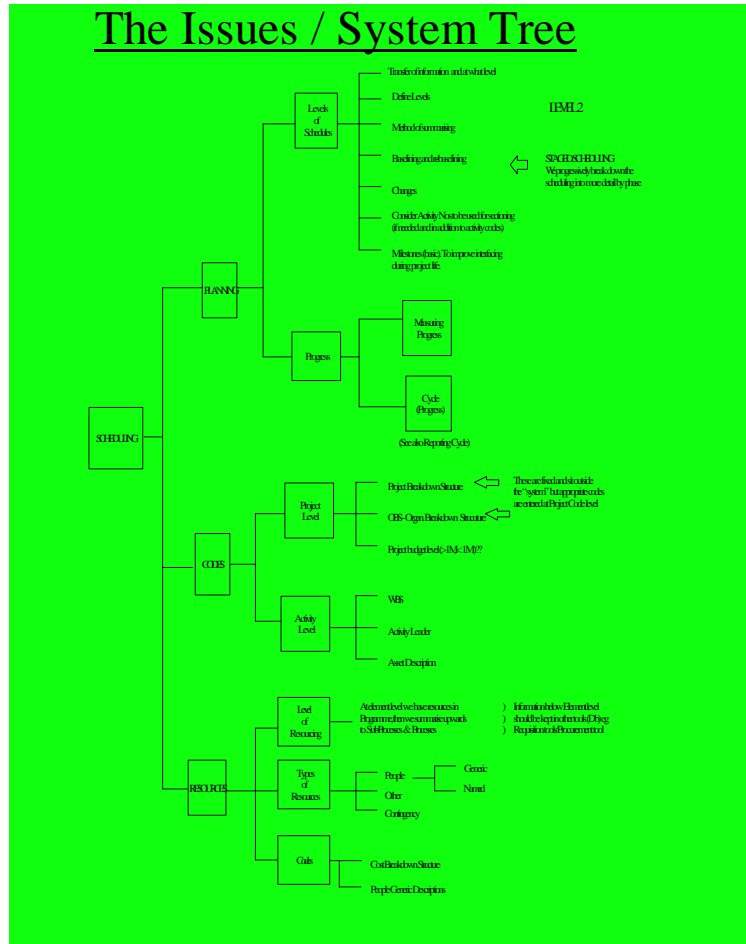 The Issues / System Tree
Transfer of information and at what level
Define Levels
LEVEL 2
Levels
of
Schedules
Method of summarising
Baselining and rebaselining
STAGED SCHEDULING
We progressively break down the
scheduling into more detail by phase
Changes
Consider Activity Nos to be used for sectioning
(if needed and in addition to activity codes)
Milestones (basic). To improve interfacing
during project life.
PLANNING
Measuring
Progress
Progress
Cycle
(Progress)
(See also Reporting Cycle)
SCHEDULING
Project
Level
Project Breakdown Structure
These are fixed and sit outside
the "system" but appropriate codes
are entered at Project Code level
OBS - Organ. Breakdown Structure
Project budget level (>1M,<1M)??
CODES
Activity
Level
WBS
Activity Leader
Asset Description
Level
of
Resourcing
At element level we have resources in
Programme, then we summarise upwards
to Sub-Processes & Processes
) Information below Element level
) should be kept in other tools (Db) eg
) Requisition tools Procurement tool
RESOURCES
Types
of
Resources
People
Generic
Named
Other
Contingency
Cost Breakdown Structure
People Generic Descriptions